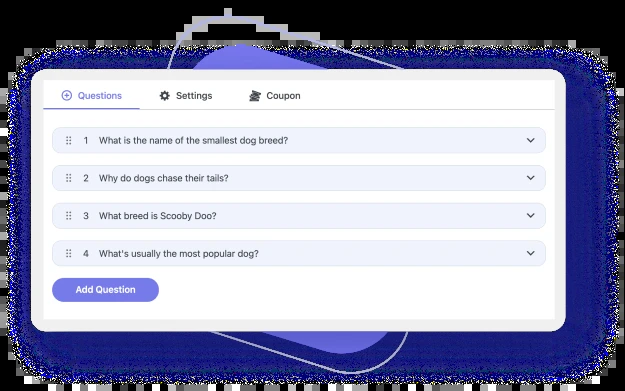 Questions Settings Coupon
1 What is the name of the smallest dog breed?
2 Why do dogs chase their tails?
3 What breed is Scooby Doo?
4 What's usually the most popular dog?
Add Question